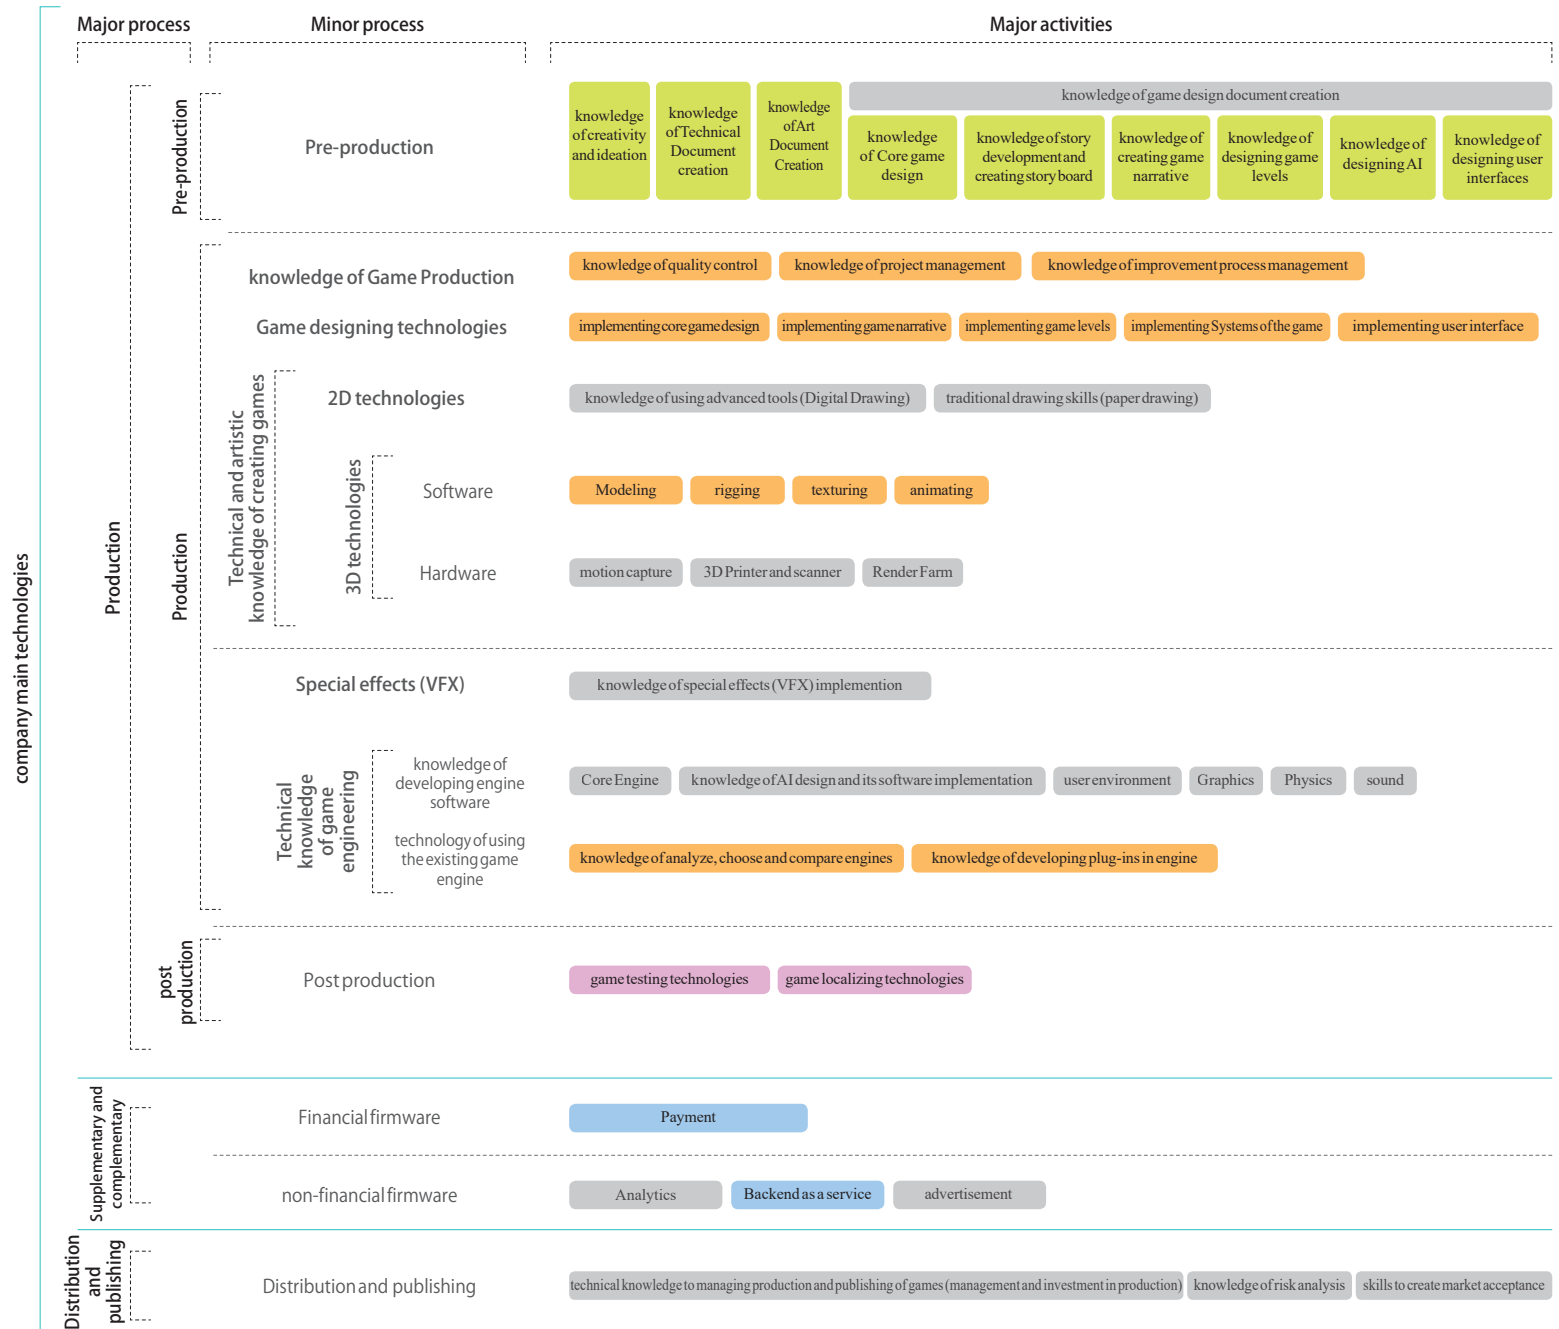 Major process
Minor process
Major activities
company main technologies
Production
Pre-production
Pre-production
knowledge
of creativity
and ideation
knowledge
of Technical
Document
creation
knowledge
of Art
Document
Creation
knowledge of game design document creation
knowledge
of Core game
design
knowledge of story
development and
creating story board
knowledge of
creating game
narrative
knowledge of
designing game
levels
knowledge of
designing AI
knowledge of
designing user
interfaces
Production
knowledge of Game Production
knowledge of quality control
knowledge of project management
knowledge of improvement process management
Game designing technologies
implementing core game design
implementing game narrative
implementing game levels
implementing Systems of the game
implementing user interface
Technical and artistic
knowledge of creating games
2D technologies
knowledge of using advanced tools (Digital Drawing)
traditional drawing skills (paper drawing)
3D technologies
Software
Modeling
rigging
texturing
animating
Hardware
motion capture
3D Printer and scanner
Render Farm
Special effects (VFX)
knowledge of special effects (VFX) implemention
Technical
knowledge
of game
engineering
knowledge of
developing engine
software
Core Engine
knowledge of AI design and its software implementation
user environment
Graphics
Physics
sound
technology of using
the existing game
engine
knowledge of analyze, choose and compare engines
knowledge of developing plug-ins in engine
post
production
Post production
game testing technologies
game localizing technologies
Supplementary and
complementary
Financial firmware
Payment
non-financial firmware
Analytics
Backend as a service
advertisement
Distribution
and
publishing
Distribution and publishing
technical knowledge to managing production and publishing of games (management and investment in production)
knowledge of risk analysis
skills to create market acceptance